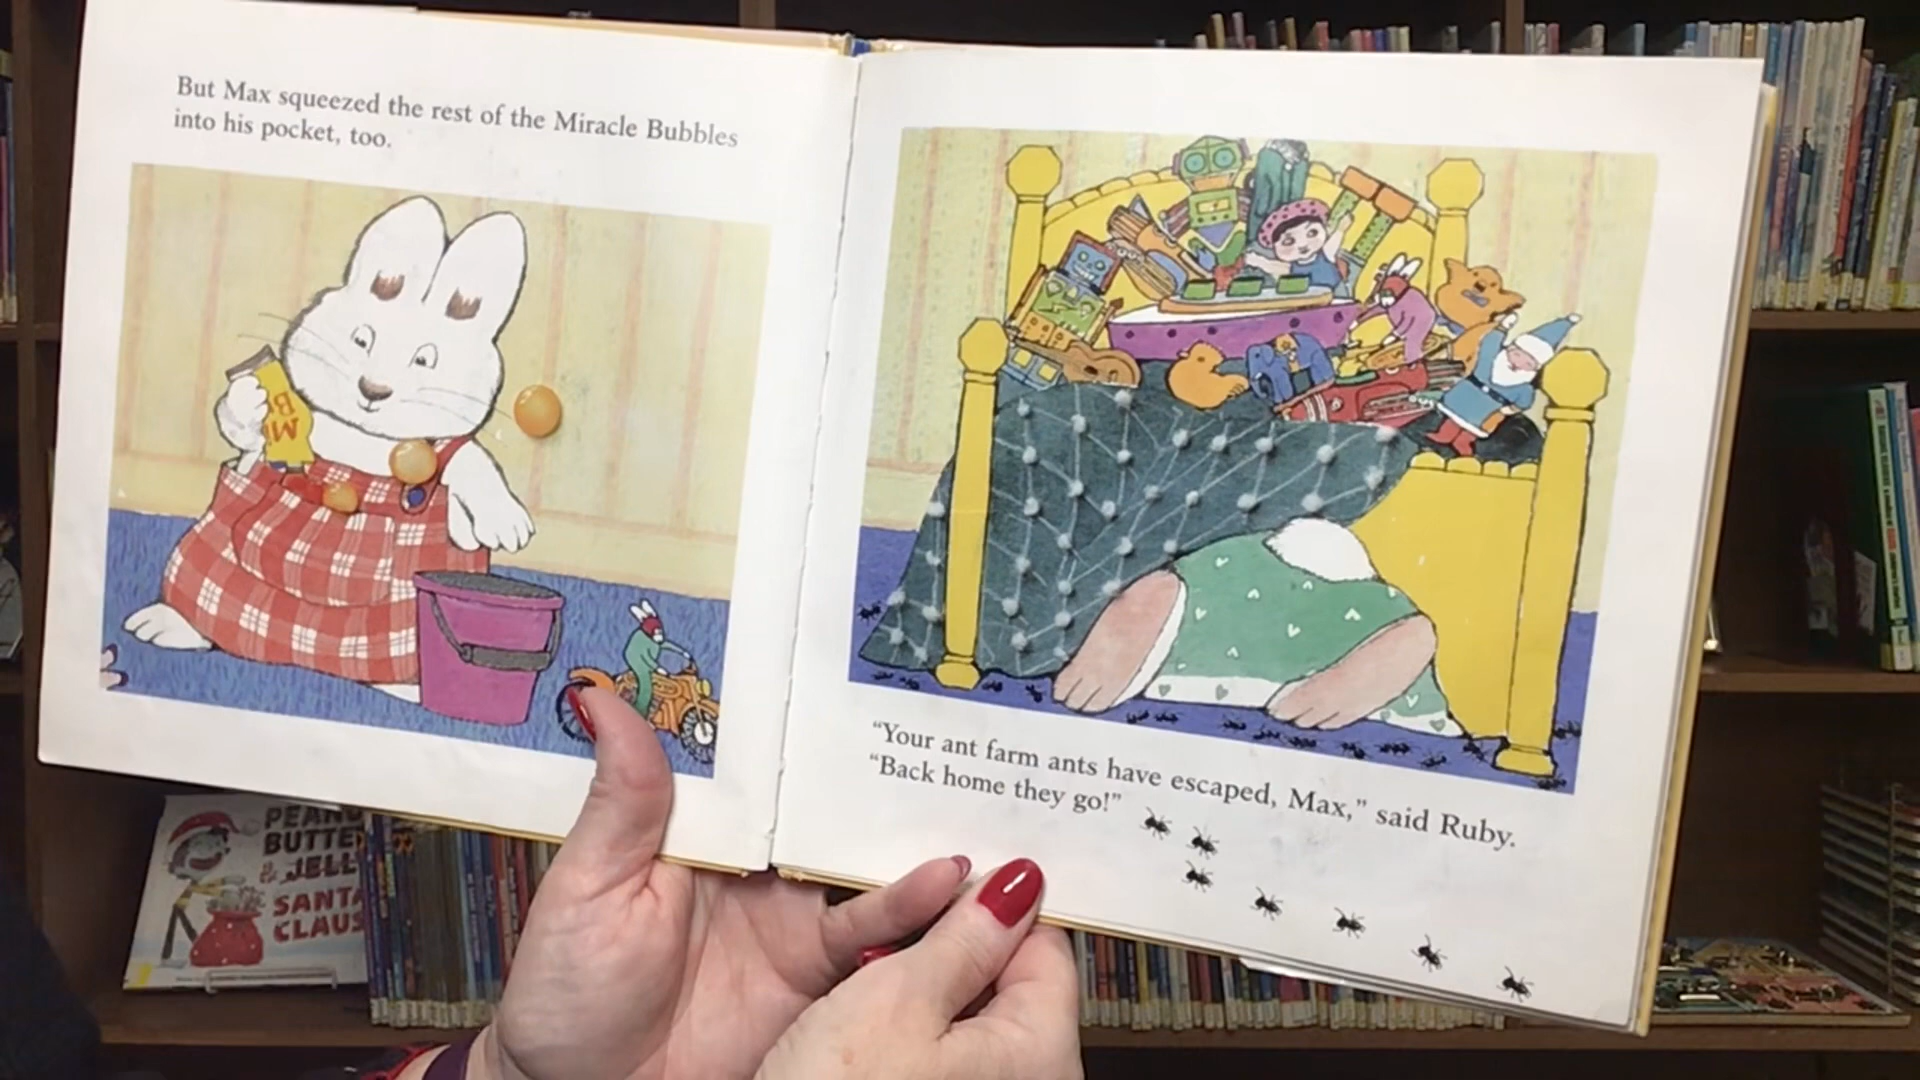 But Max squeezed the rest of the Miracle Bubbles
into his pocket, too.
“Your ant farm ants have escaped, Max,” said Ruby.
“Back home they go!”
BUTTER
& JELLY
SANTA
CLAUS